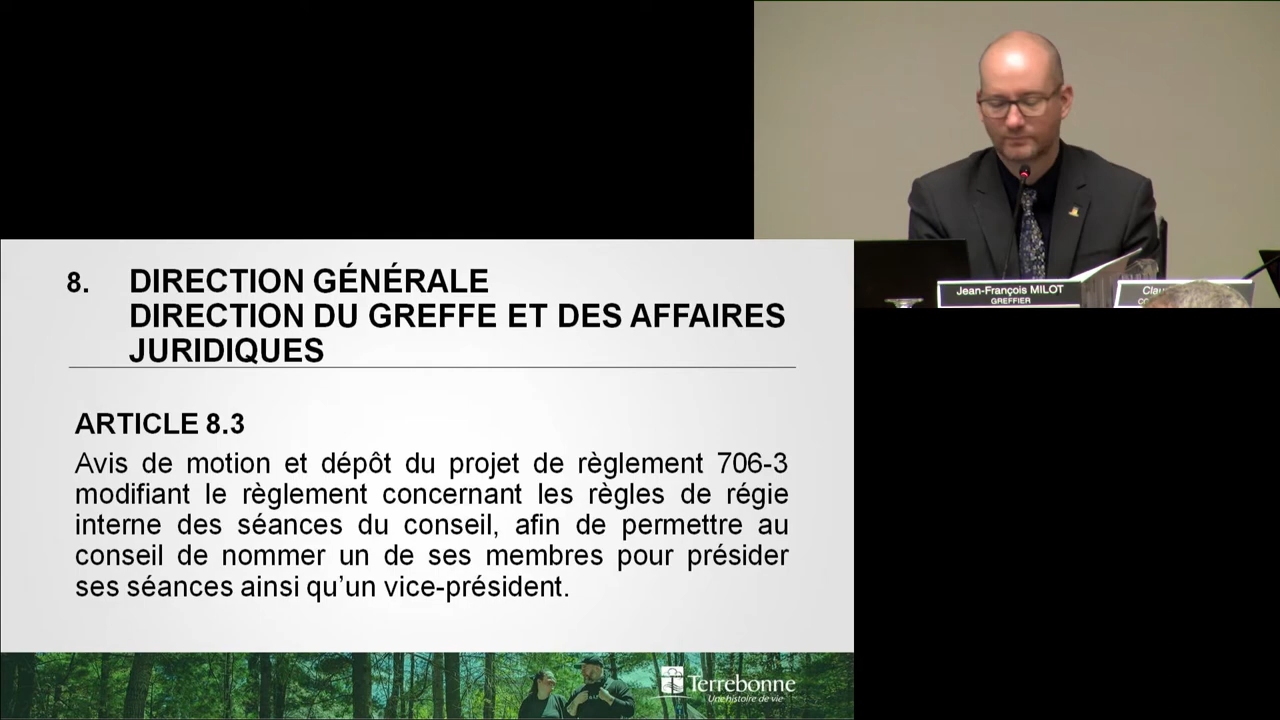 Jean-François MILOT
GREFFIER
8. DIRECTION GÉNÉRALE
DIRECTION DU GREFFE ET DES AFFAIRES
JURIDIQUES
ARTICLE 8.3
Avis de motion et dépôt du projet de règlement 706-3
modifiant le règlement concernant les règles de régie
interne des séances du conseil, afin de permettre au
conseil de nommer un de ses membres pour présider
ses séances ainsi qu’un vice-président.
Terrebonne
Une histoire de vie